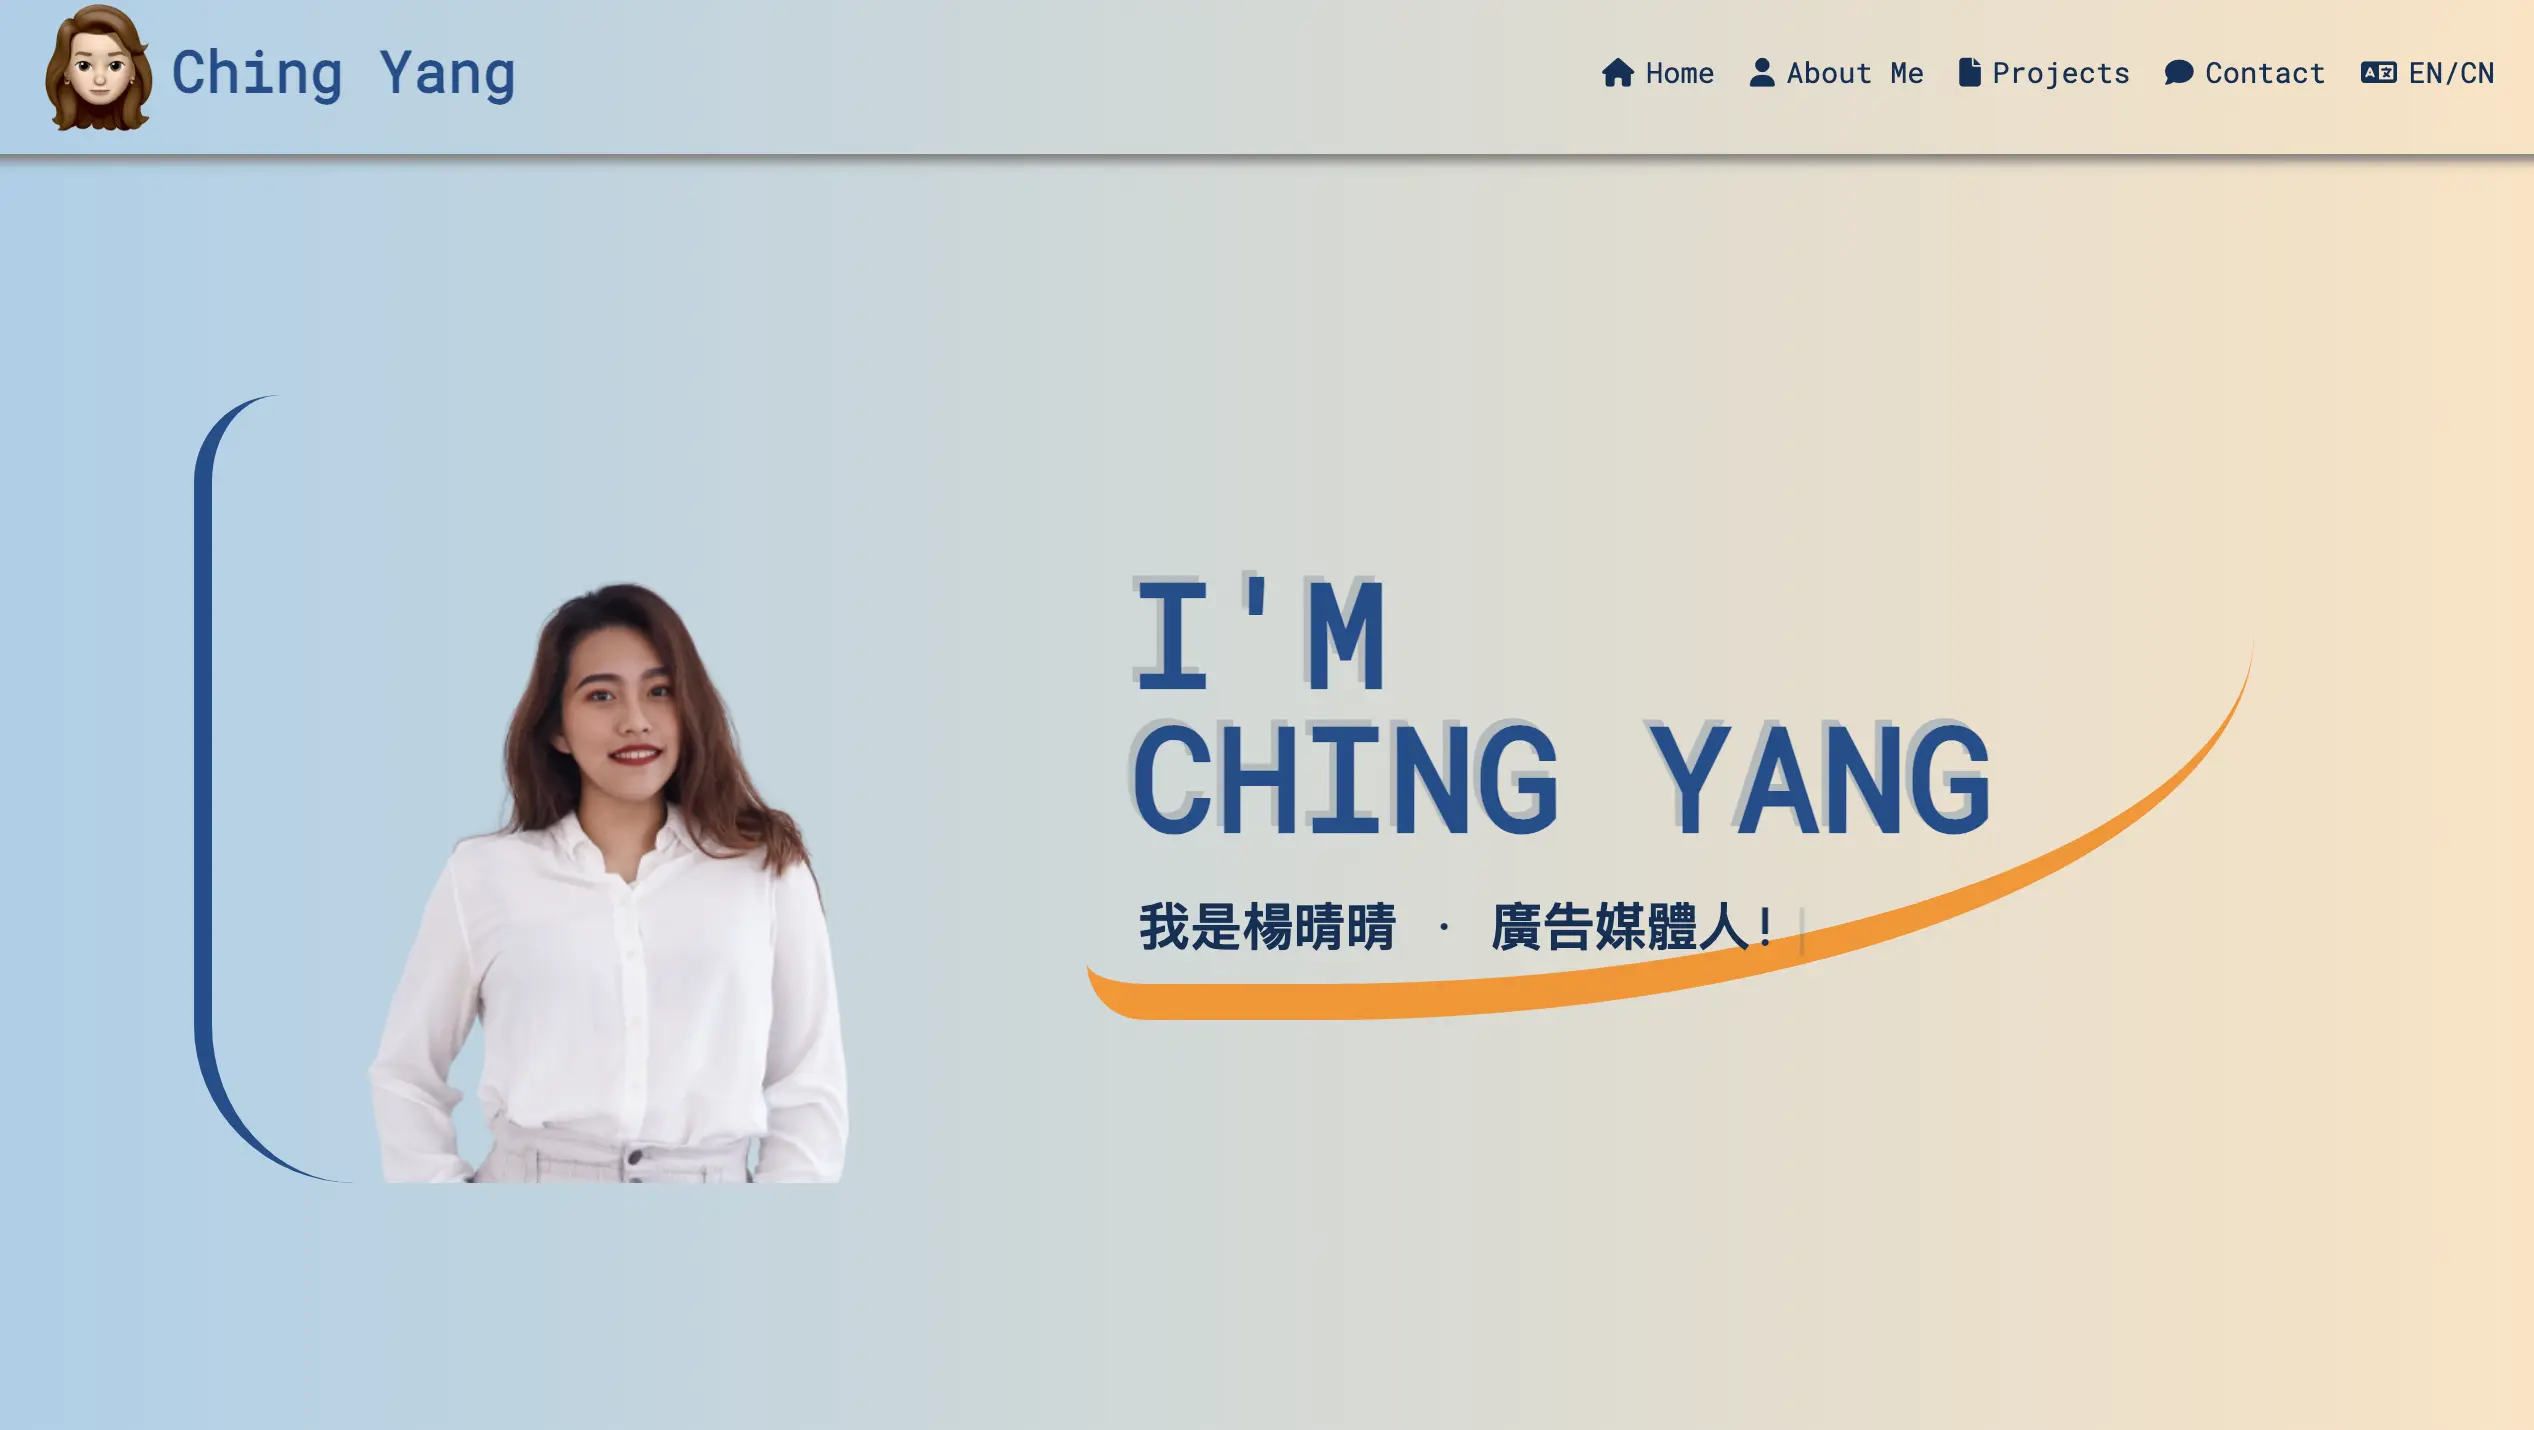 Ching Yang
Home About Me Projects Contact EN/CN
I'M
CHING YANG
我是楊晴晴 · 廣告媒體人!